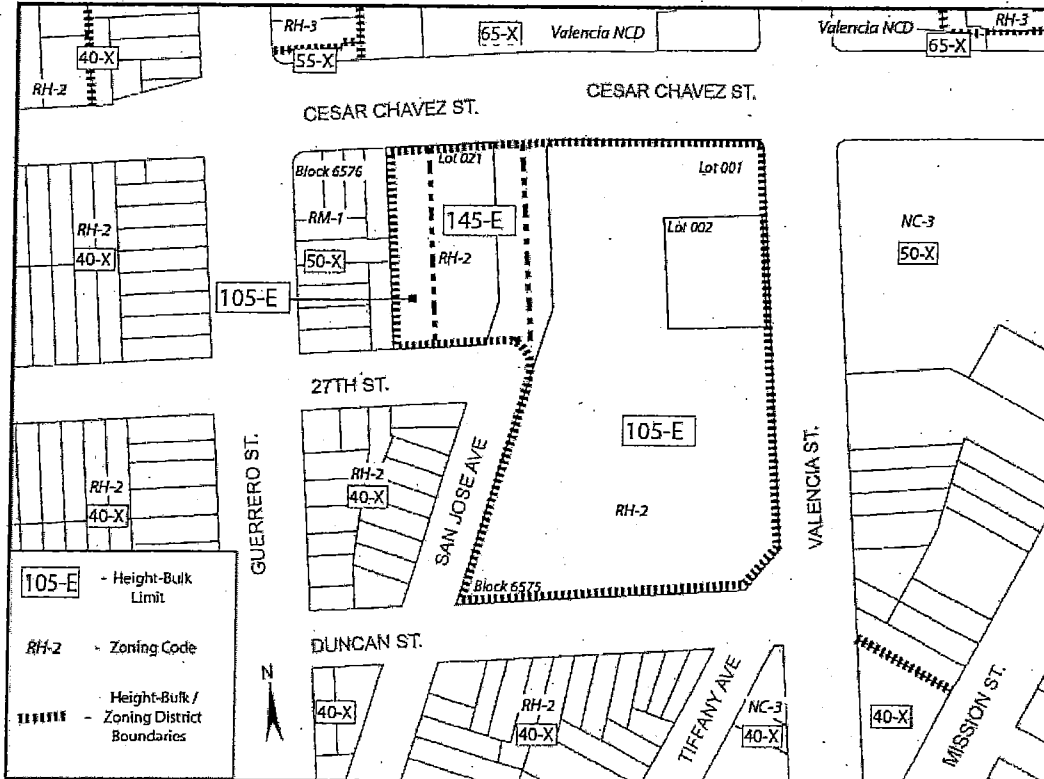 RH-3
65-X
Valencia NCD
Valencia NCD
RH-3
40-X
55-X
65-X
RH-2
CESAR CHAVEZ ST.
CESAR CHAVEZ ST.
Block 6576
Lot 021
Lot 001
RM-1
145-E
Lot 002
NC-3
RH-2
40-X
50-X
RH-2
50-X
105-E
27TH ST.
GUERRERO ST.
RH-2
40-X
SAN JOSE AVE
105-E
VALENCIA ST.
RH-2
40-X
RH-2
Block 6575
105-E
- Height-Bulk
Limit
RH-2
- Zoning Code
- Height-Bulk /
Zoning District
Boundaries
N
DUNCAN ST.
40-X
RH-2
40-X
TIFFANY AVE
NC-3
40-X
40-X
MISSION ST.